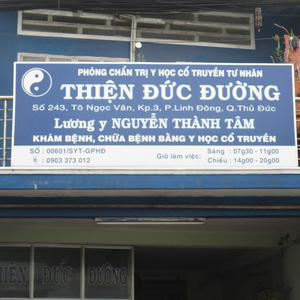 PHÒNG CHẨN TRỊ Y HỌC CỔ TRUYỀN TƯ NHÂN
THIỆN ĐỨC ĐƯỜNG
Số 243, Tô Ngọc Vân, Kp.3, P.Linh Đông, Q.Thủ Đức
Lương y NGUYỄN THÀNH TÂM
KHÁM BỆNH, CHỮA BỆNH BẰNG Y HỌC CỔ TRUYỀN
SỐ : 00601/SYT-GPHĐ
: 0903 373 012
Giờ làm việc:
Sáng : 07g30 - 11g00
Chiều : 14g00 - 20g00
THIỆN ĐỨC ĐƯỜNG